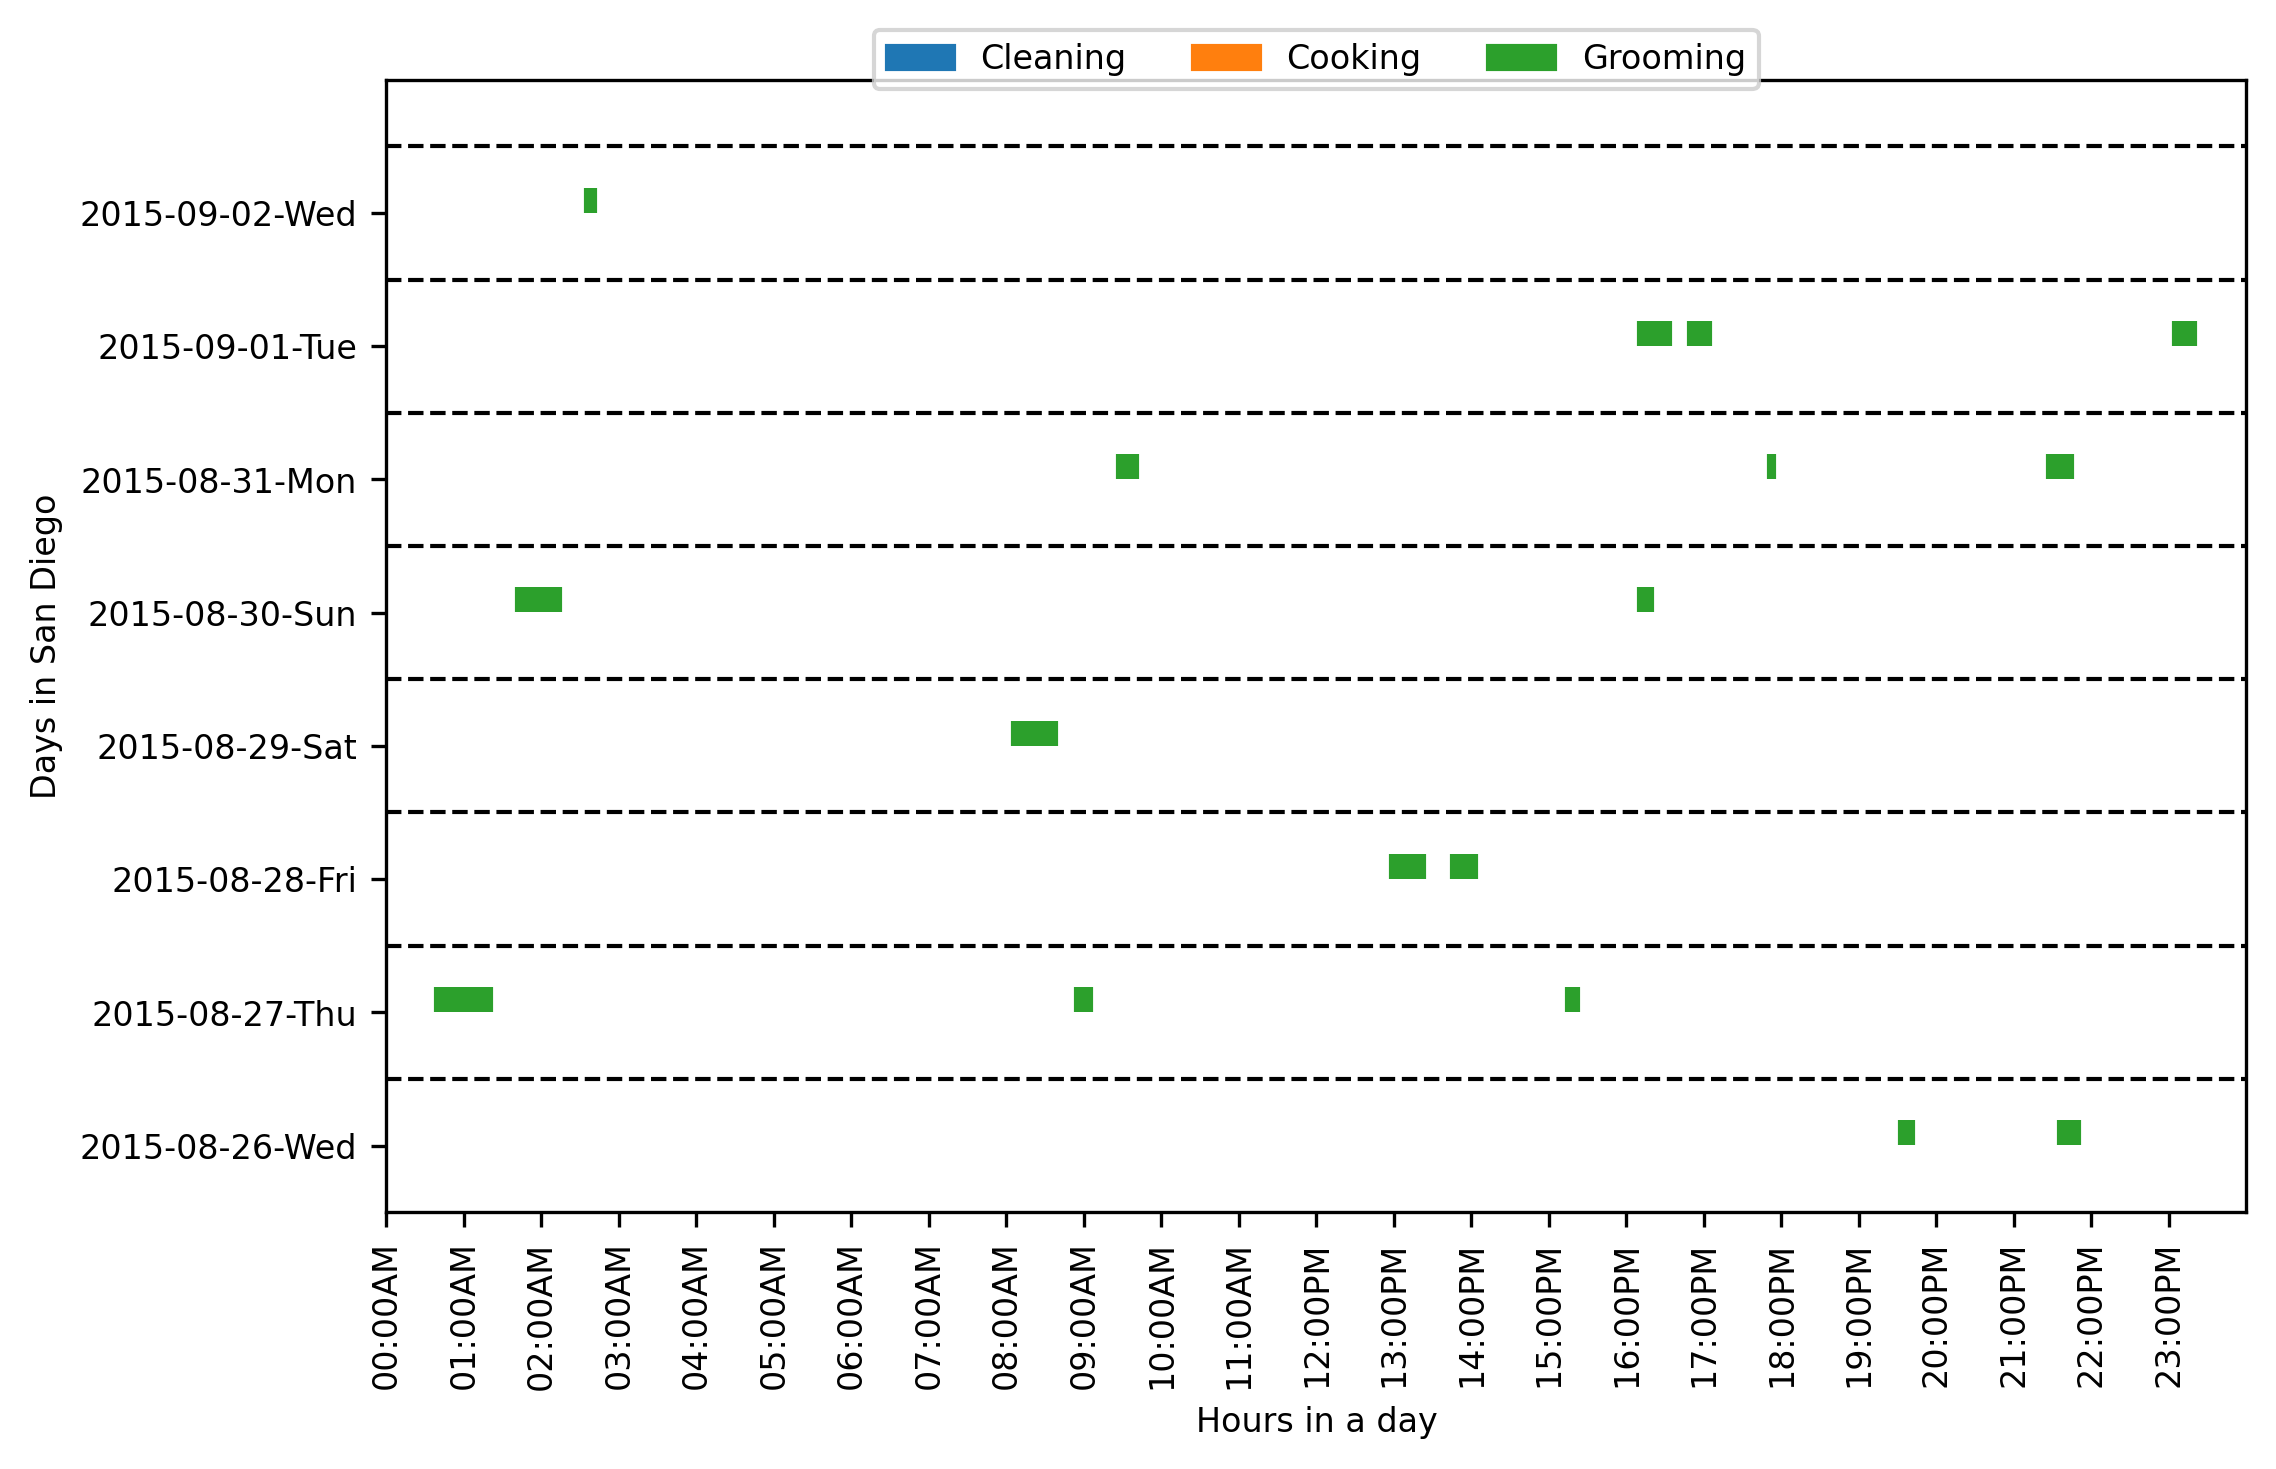 Cleaning Cooking Grooming
2015-09-02-Wed
2015-09-01-Tue
2015-08-31-Mon
2015-08-30-Sun
2015-08-29-Sat
2015-08-28-Fri
2015-08-27-Thu
2015-08-26-Wed
Days in San Diego
00:00AM
01:00AM
02:00AM
03:00AM
04:00AM
05:00AM
06:00AM
07:00AM
08:00AM
09:00AM
10:00AM
11:00AM
12:00PM
13:00PM
14:00PM
15:00PM
16:00PM
17:00PM
18:00PM
19:00PM
20:00PM
21:00PM
22:00PM
23:00PM
Hours in a day